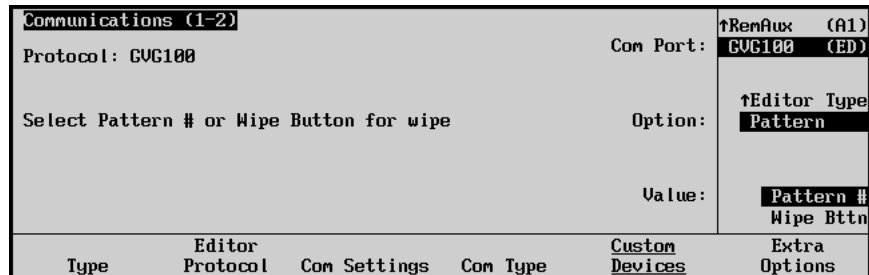 Communications (1-2)
↑RemAux (A1)
Com Port: GVG100 (ED)
Protocol: GVG100
↑Editor Type
Select Pattern # or Wipe Button for wipe Option: Pattern
Value: Pattern #
Wipe Bttn
Type Editor Protocol Com Settings Com Type Custom Devices Extra Options